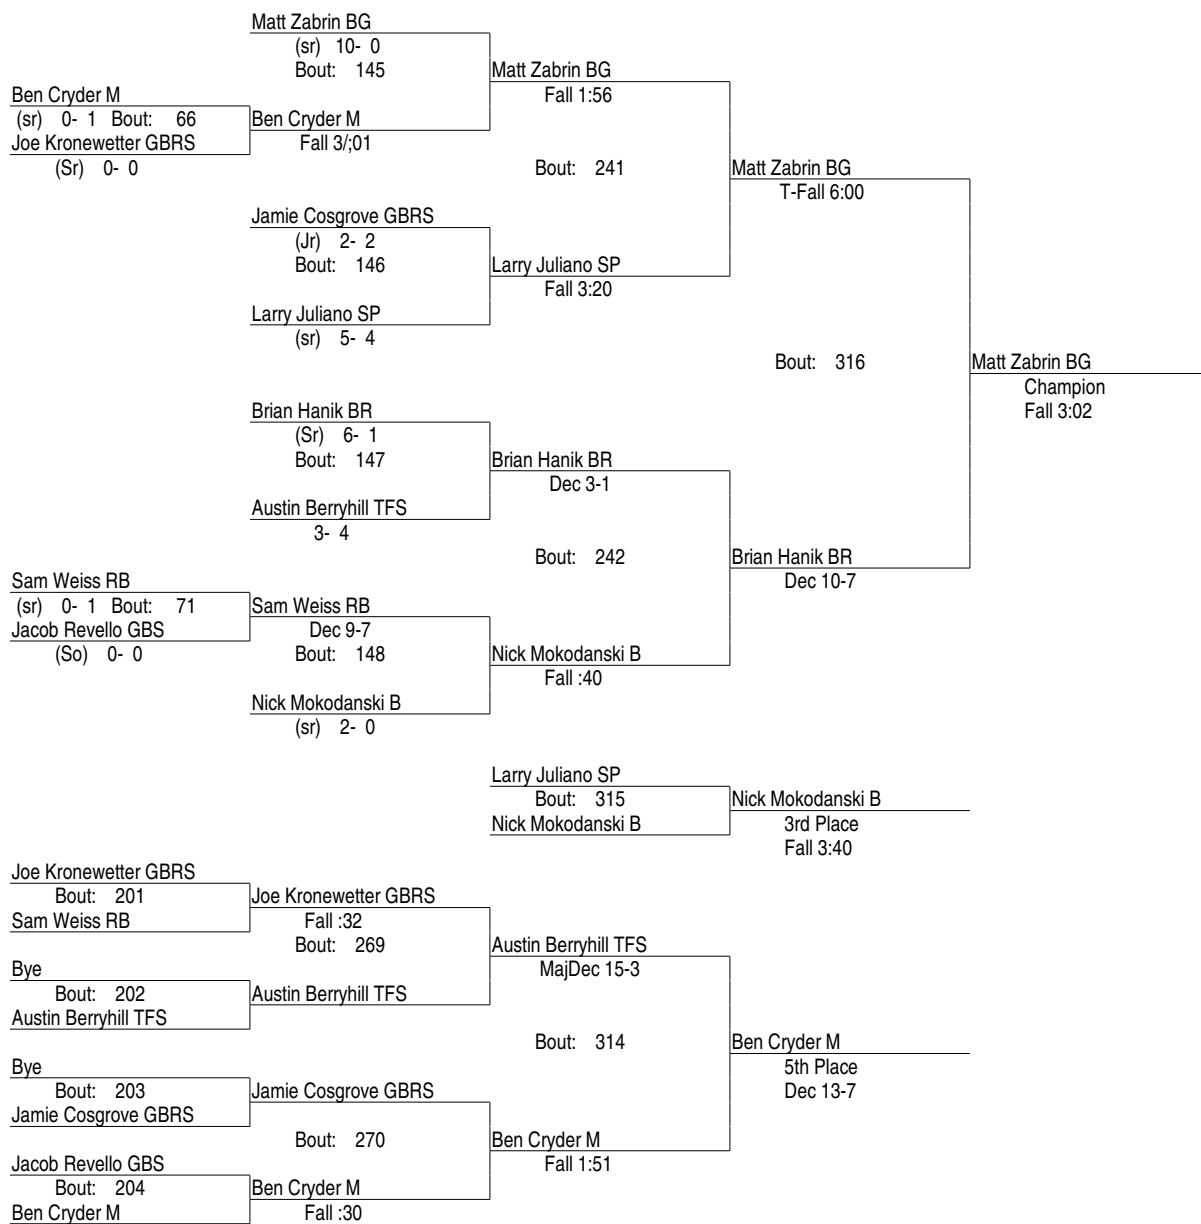 Matt Zabrin BG
(sr) 10- 0
Bout: 145
Matt Zabrin BG
Fall 1:56
Ben Cryder M
(sr) 0- 1 Bout: 66
Ben Cryder M
Joe Kronewetter GBRS
Fall 3/;01
(Sr) 0- 0
Bout: 241
Matt Zabrin BG
T-Fall 6:00
Jamie Cosgrove GBRS
(Jr) 2- 2
Bout: 146
Larry Juliano SP
Fall 3:20
Larry Juliano SP
(sr) 5- 4
Bout: 316
Matt Zabrin BG
Champion
Fall 3:02
Brian Hanik BR
(Sr) 6- 1
Bout: 147
Brian Hanik BR
Dec 3-1
Austin Berryhill TFS
3- 4
Bout: 242
Brian Hanik BR
Dec 10-7
Sam Weiss RB
(sr) 0- 1 Bout: 71
Sam Weiss RB
Jacob Revello GBS
Dec 9-7
(So) 0- 0
Bout: 148
Nick Mokodanski B
Fall :40
Nick Mokodanski B
(sr) 2- 0
Larry Juliano SP
Bout: 315
Nick Mokodanski B
Nick Mokodanski B
3rd Place
Fall 3:40
Joe Kronewetter GBRS
Bout: 201
Joe Kronewetter GBRS
Sam Weiss RB
Fall :32
Bout: 269
Austin Berryhill TFS
MajDec 15-3
Bye
Bout: 202
Austin Berryhill TFS
Austin Berryhill TFS
Bout: 314
Ben Cryder M
5th Place
Dec 13-7
Bye
Bout: 203
Jamie Cosgrove GBRS
Jamie Cosgrove GBRS
Bout: 270
Ben Cryder M
Fall 1:51
Jacob Revello GBS
Bout: 204
Ben Cryder M
Ben Cryder M
Fall :30